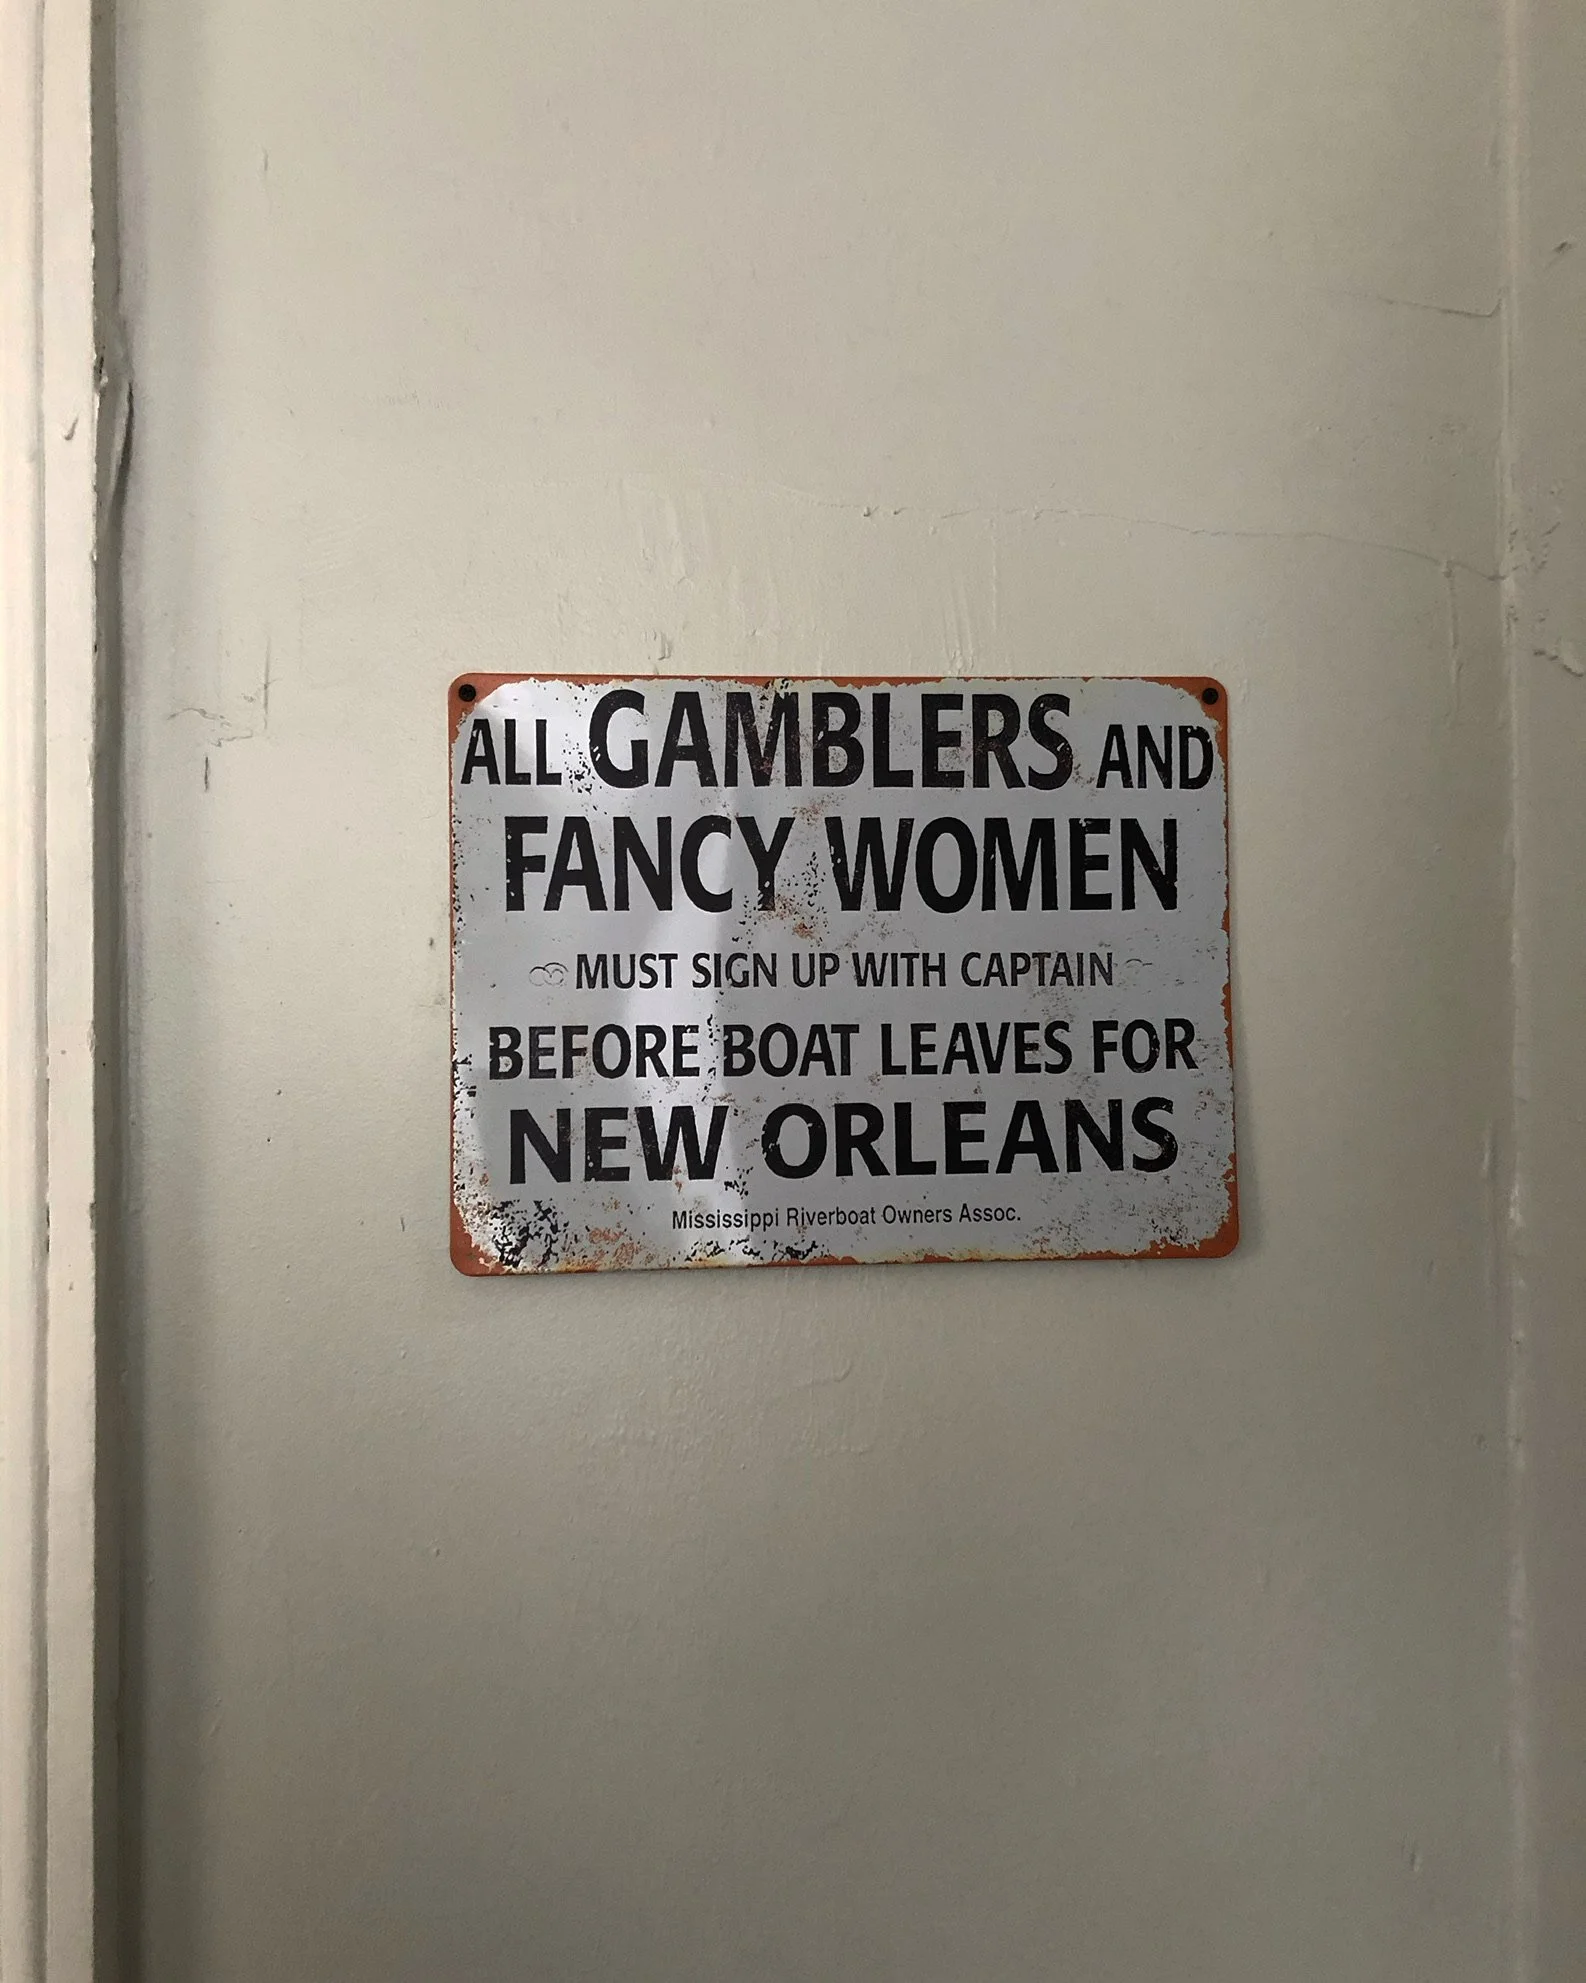 ALL GAMBLERS AND
FANCY WOMEN
MUST SIGN UP WITH CAPTAIN
BEFORE BOAT LEAVES FOR
NEW ORLEANS
Mississippi Riverboat Owners Assoc.